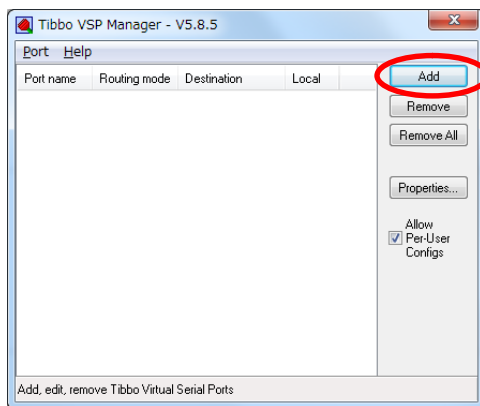 Tibbo VSP Manager - V5.8.5
Port Help
Port name Routing mode Destination Local
Add
Remove
Remove All
Properties...
Allow
Per-User
Configs
Add, edit, remove Tibbo Virtual Serial Ports